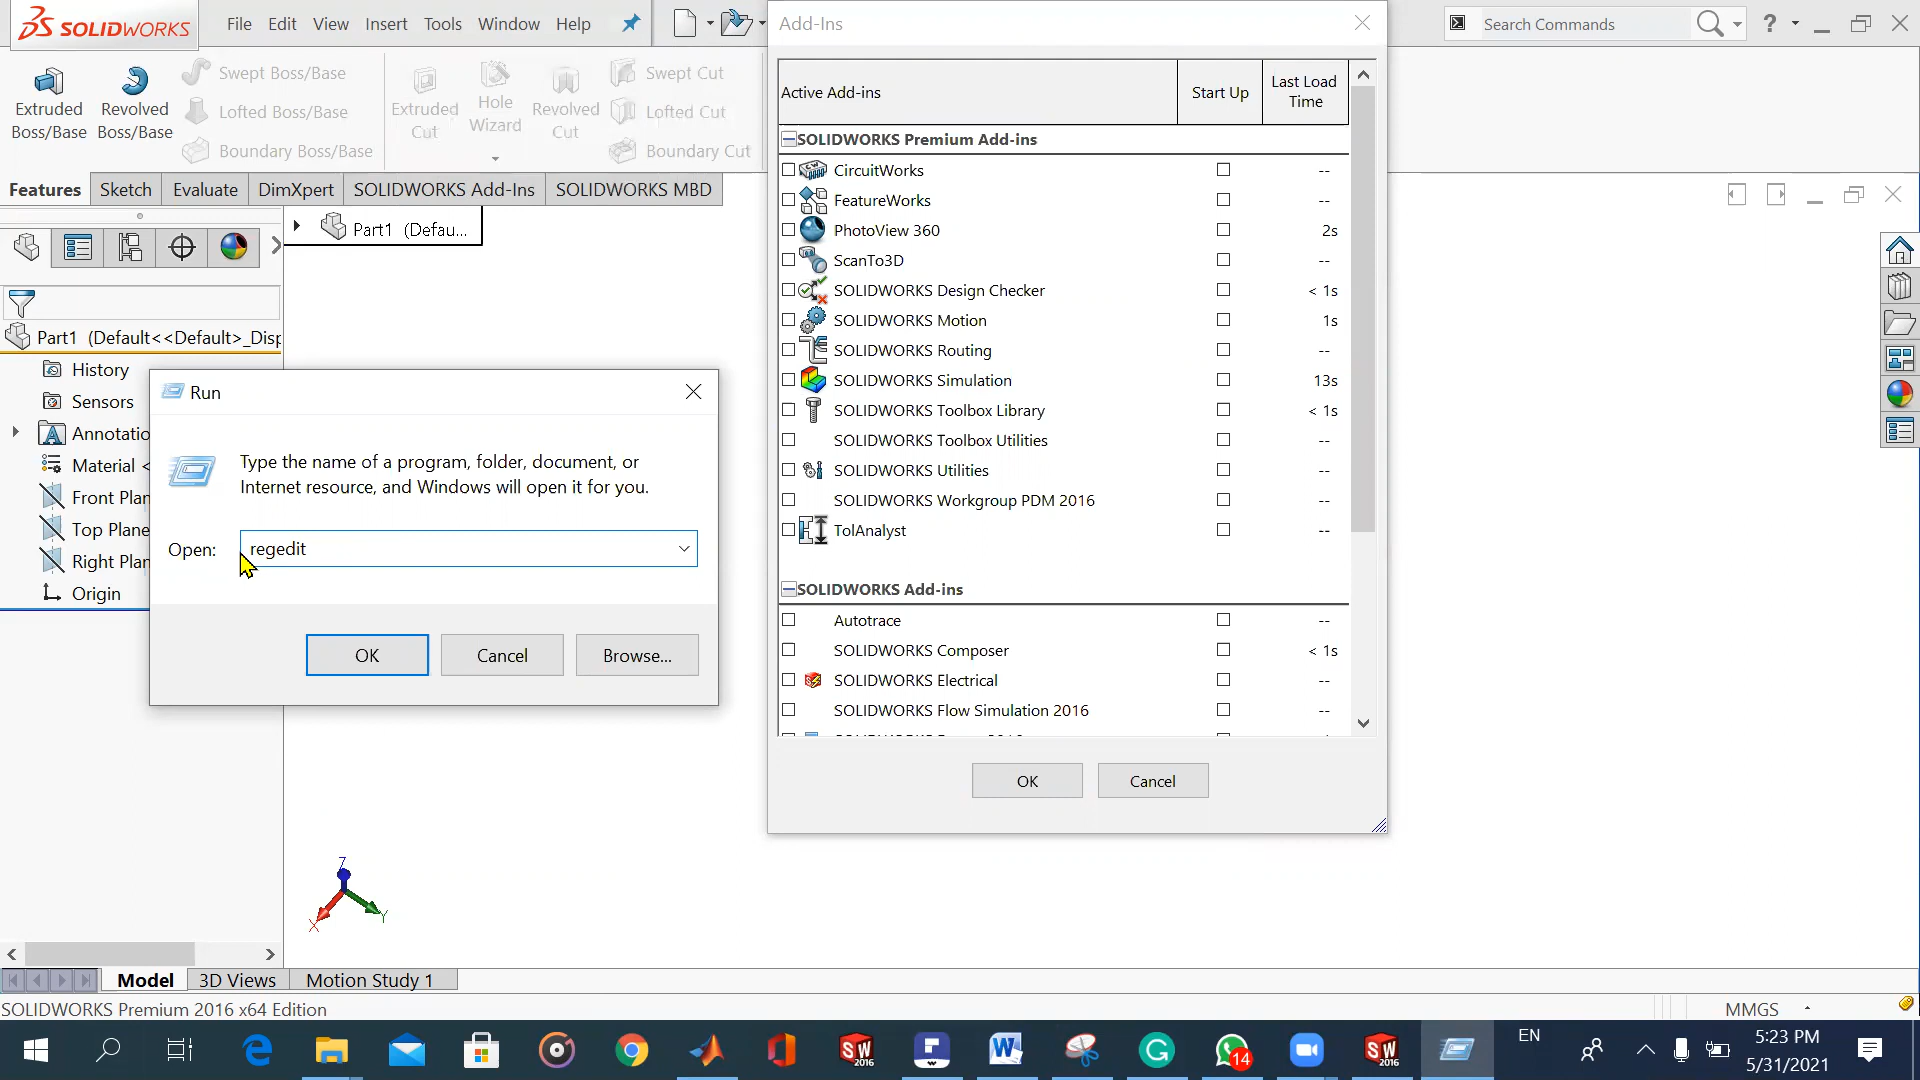 SOLIDWORKS
File Edit View Insert Tools Window Help
Search Commands
Extruded Boss/Base
Revolved Boss/Base
Swept Boss/Base
Lofted Boss/Base
Boundary Boss/Base
Extruded Cut
Hole Wizard
Revolved Cut
Swept Cut
Lofted Cut
Boundary Cut
Features Sketch Evaluate DimXpert SOLIDWORKS Add-Ins SOLIDWORKS MBD
Part1 (Defau...
Part1 (Default<<Default>_Disp
History
Sensors
Annotatio
Material <
Front Plan
Top Plane
Right Plan
Origin
Run
Type the name of a program, folder, document, or
Internet resource, and Windows will open it for you.
Open: regedit
OK Cancel Browse...
Add-Ins
Active Add-ins Start Up Last Load Time
SOLIDWORKS Premium Add-ins
CircuitWorks --
FeatureWorks --
PhotoView 360 2s
ScanTo3D --
SOLIDWORKS Design Checker < 1s
SOLIDWORKS Motion 1s
SOLIDWORKS Routing --
SOLIDWORKS Simulation 13s
SOLIDWORKS Toolbox Library < 1s
SOLIDWORKS Toolbox Utilities --
SOLIDWORKS Utilities --
SOLIDWORKS Workgroup PDM 2016 --
TolAnalyst --
SOLIDWORKS Add-ins
Autotrace --
SOLIDWORKS Composer < 1s
SOLIDWORKS Electrical --
SOLIDWORKS Flow Simulation 2016 --
OK Cancel
Z
X
Y
Model 3D Views Motion Study 1
SOLIDWORKS Premium 2016 x64 Edition
MMGS
EN
14
5:23 PM
5/31/2021